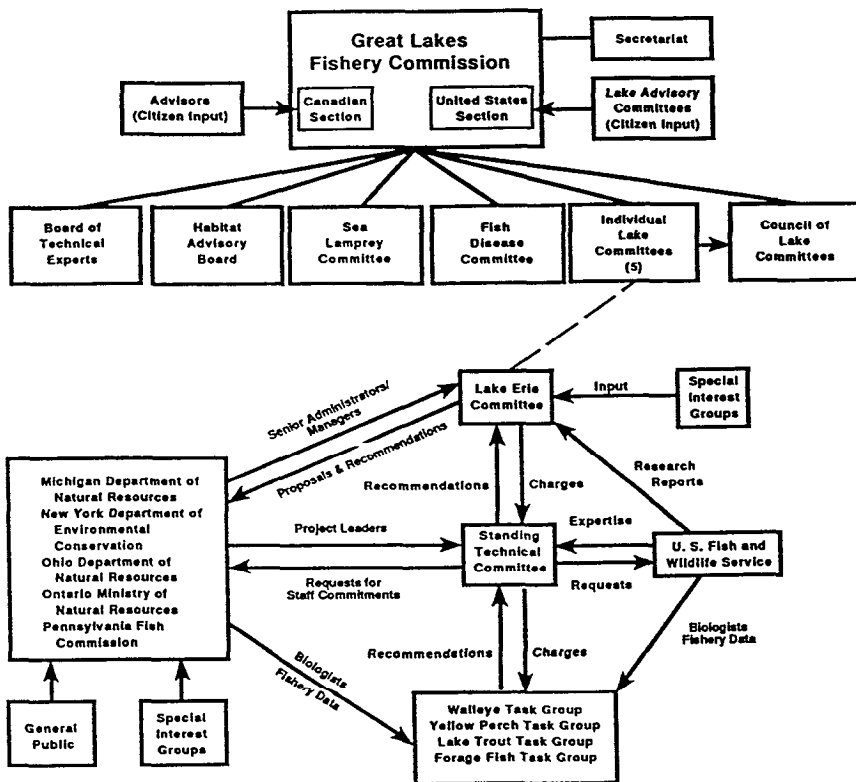 Great Lakes
Fishery Commission
Secretariat
Advisors
(Citizen Input)
Canadian
Section
United States
Section
Lake Advisory
Committees
(Citizen Input)
Board of
Technical
Experts
Habitat
Advisory
Board
Sea
Lamprey
Committee
Fish
Disease
Committee
Individual
Lake
Committees
(5)
Council of
Lake
Committees
Senior Administrators/
Managers
Proposals & Recommendations
Lake Erie
Committee
Input
Special
Interest
Groups
Michigan Department of
Natural Resources
New York Department of
Environmental
Conservation
Ohio Department of
Natural Resources
Ontario Ministry of
Natural Resources
Pennsylvania Fish
Commission
Recommendations
Charges
Research
Reports
Project Leaders
Standing
Technical
Committee
Expertise
U. S. Fish and
Wildlife Service
Requests for
Staff Commitments
Requests
Biologists
Fishery Data
Recommendations
Charges
Biologists
Fishery Data
General
Public
Special
Interest
Groups
Walleye Task Group
Yellow Perch Task Group
Lake Trout Task Group
Forage Fish Task Group